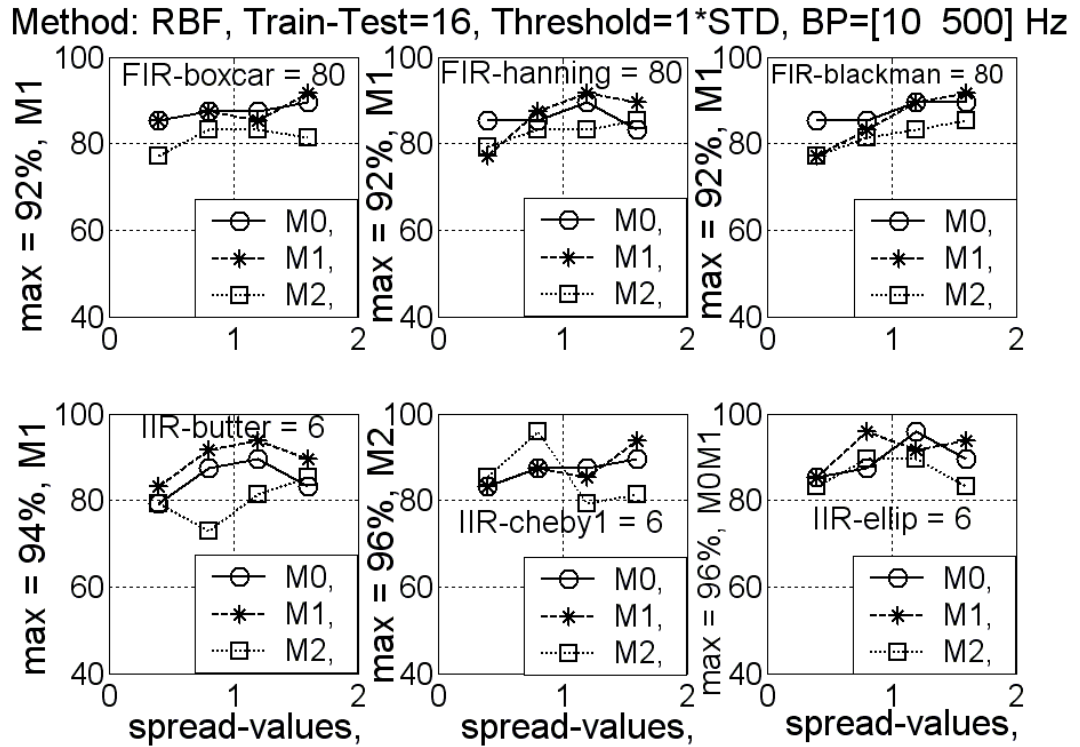 Method: RBF, Train-Test=16, Threshold=1*STD, BP=[10 500] Hz
max = 92%, M1
100
80
60
40
FIR-boxcar = 80
M0,
M1,
M2,
0 1 2
max = 92%, M1
100
80
60
40
FIR-hanning = 80
M0,
M1,
M2,
0 1 2
max = 92%, M1
100
80
60
40
FIR-blackman = 80
M0,
M1,
M2,
0 1 2
max = 94%, M1
100
80
60
40
IIR-butter = 6
M0,
M1,
M2,
0 1 2
spread-values,
max = 96%, M2
100
80
60
40
IIR-cheby1 = 6
M0,
M1,
M2,
0 1 2
spread-values,
max = 96%, M0M1
100
80
60
40
IIR-ellip = 6
M0,
M1,
M2,
0 1 2
spread-values,